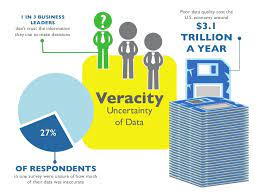 1 IN 3 BUSINESS
LEADERS
don't trust the information
they use to make decisions
?
Poor data quality cost the
U.S. economy around
$3.1
TRILLION
A YEAR
Veracity
Uncertainty
of Data
27%
OF RESPONDENTS
in one survey were unsure of how much
of their data was inaccurate